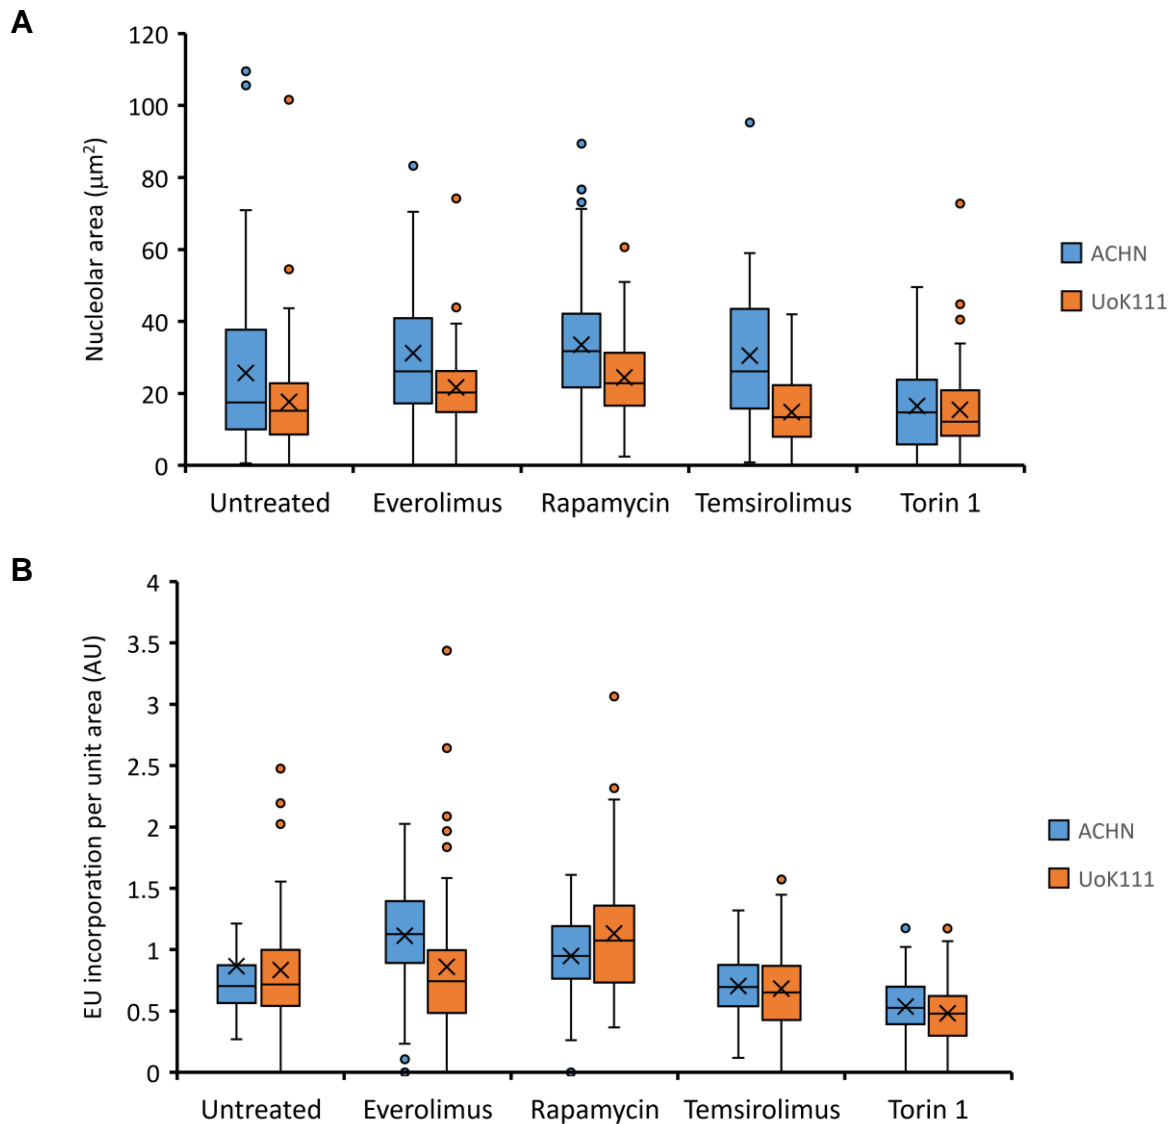 A
120
100
80
60
40
20
0
Nucleolar area (μm²)
Untreated Everolimus Rapamycin Temsirolimus Torin 1
ACHN
UoK111
B
4
3.5
3
2.5
2
1.5
1
0.5
0
EU incorporation per unit area (AU)
Untreated Everolimus Rapamycin Temsirolimus Torin 1
ACHN
UoK111